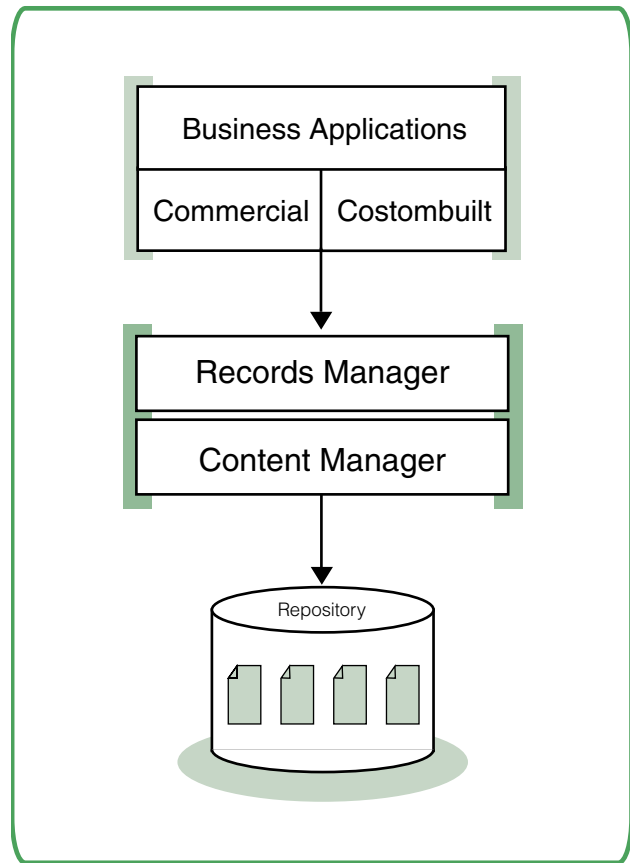 Business Applications
Commercial Costombuilt
Records Manager
Content Manager
Repository